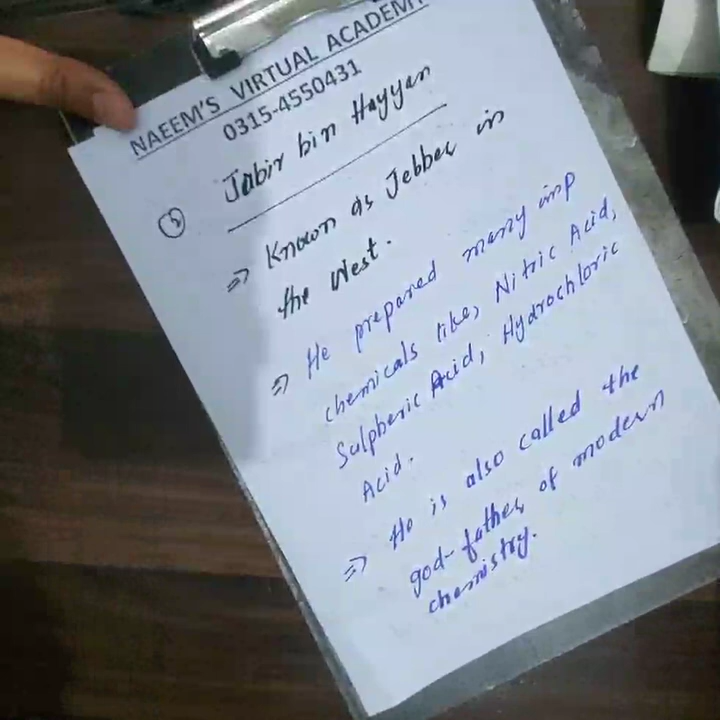 NAEEM'S VIRTUAL ACADEMY
0315-4550431
Jabir bin Hayyan
⇒ Known as Jebber in
the West.
⇒ He prepared many imp
chemicals like, Nitric Acid,
Sulpheric Acid, Hydrochloric
Acid.
⇒ He is also called the
god-father of modern
chemistry.